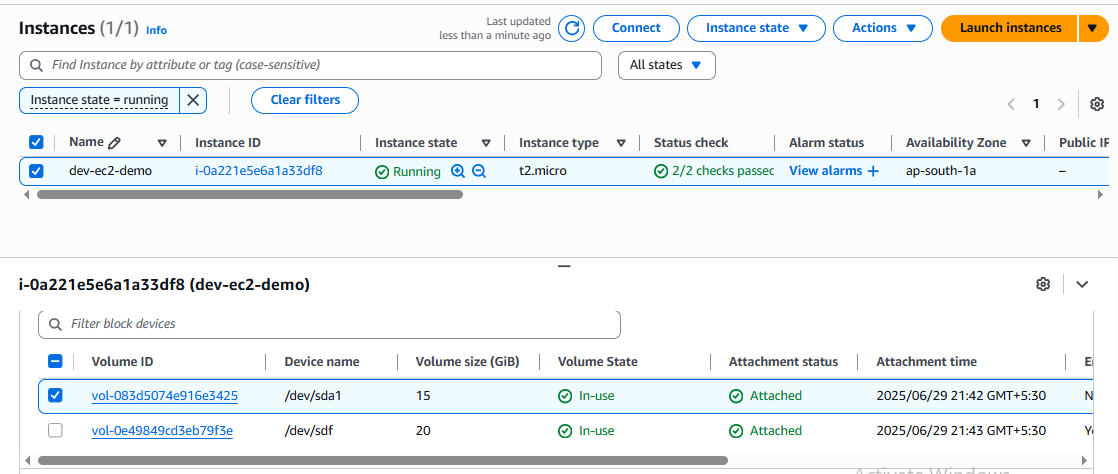 Instances (1/1) Info
Last updated
less than a minute ago
Connect
Instance state
Actions
Launch instances
Find Instance by attribute or tag (case-sensitive)
All states
Instance state = running
Clear filters
1
Name Instance ID Instance state Instance type Status check Alarm status Availability Zone Public IP
dev-ec2-demo i-0a221e5e6a1a33df8 Running t2.micro 2/2 checks passed View alarms + ap-south-1a –
i-0a221e5e6a1a33df8 (dev-ec2-demo)
Filter block devices
Volume ID Device name Volume size (GiB) Volume State Attachment status Attachment time
vol-083d5074e916e3425 /dev/sda1 15 In-use Attached 2025/06/29 21:42 GMT+5:30
vol-0e49849cd3eb79f3e /dev/sdf 20 In-use Attached 2025/06/29 21:43 GMT+5:30